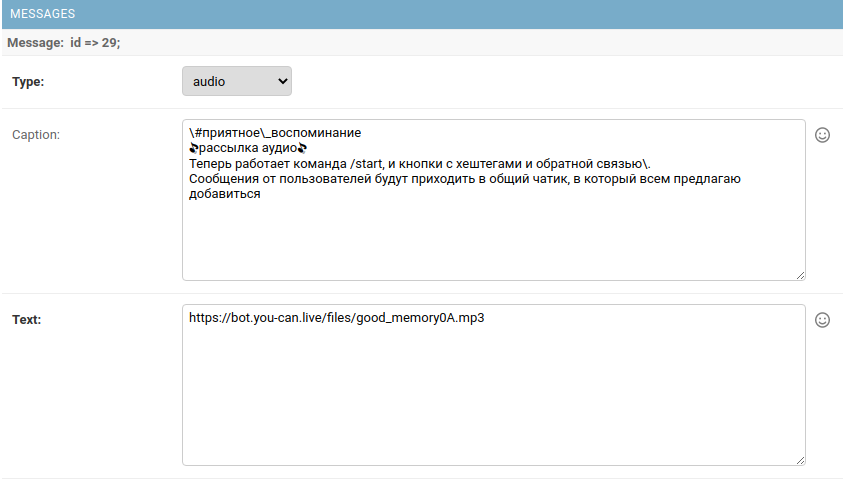 MESSAGES
Message: id => 29;
Type:
audio
Caption:
\#приятное\_воспоминание
рассылка аудио
Теперь работает команда /start, и кнопки с хештегами и обратной связью\.
Сообщения от пользователей будут приходить в общий чатик, в который всем предлагаю
добавиться
Text:
https://bot.you-can.live/files/good_memory0A.mp3